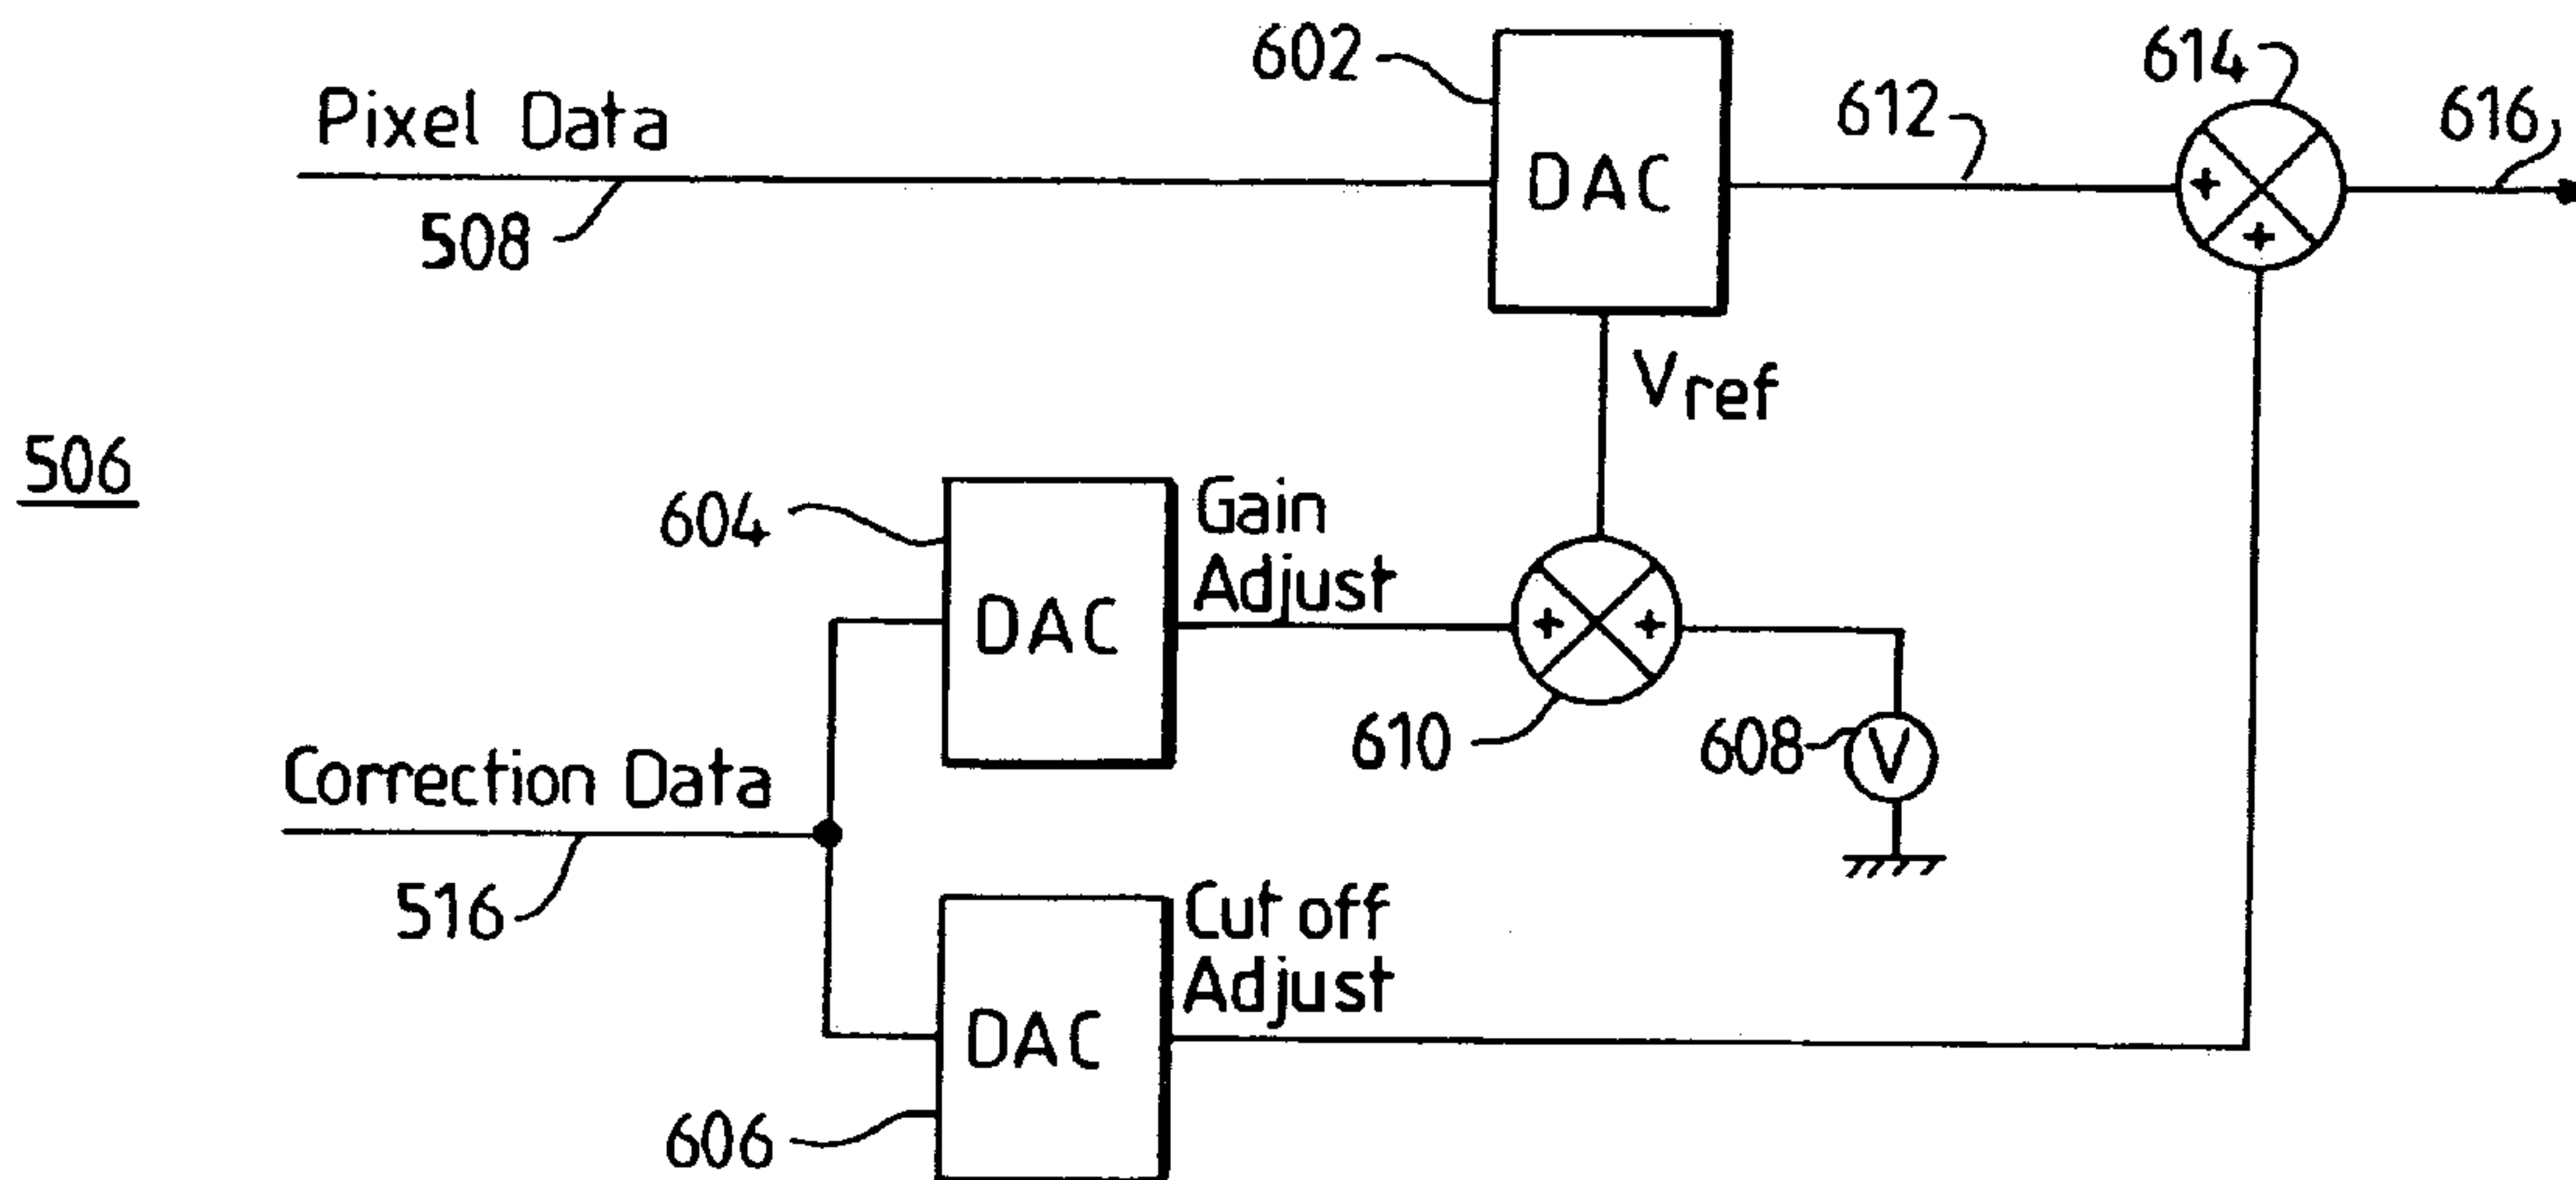 602
614
612
616
Pixel Data
DAC
508
Vref
506
604
Gain
Adjust
DAC
610
608
V
Correction Data
516
Cut off
Adjust
DAC
606